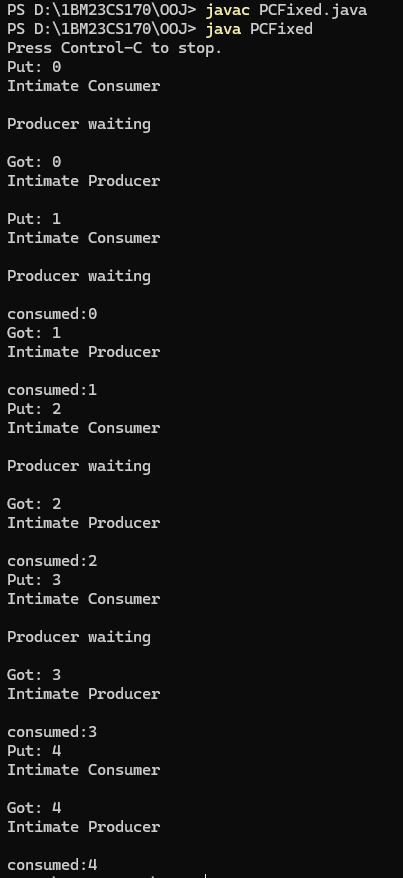 PS D:\1BM23CS170\OOJ> javac PCFixed.java
PS D:\1BM23CS170\OOJ> java PCFixed
Press Control-C to stop.
Put: 0
Intimate Consumer
Producer waiting
Got: 0
Intimate Producer
Put: 1
Intimate Consumer
Producer waiting
consumed:0
Got: 1
Intimate Producer
consumed:1
Put: 2
Intimate Consumer
Producer waiting
Got: 2
Intimate Producer
consumed:2
Put: 3
Intimate Consumer
Producer waiting
Got: 3
Intimate Producer
consumed:3
Put: 4
Intimate Consumer
Got: 4
Intimate Producer
consumed:4